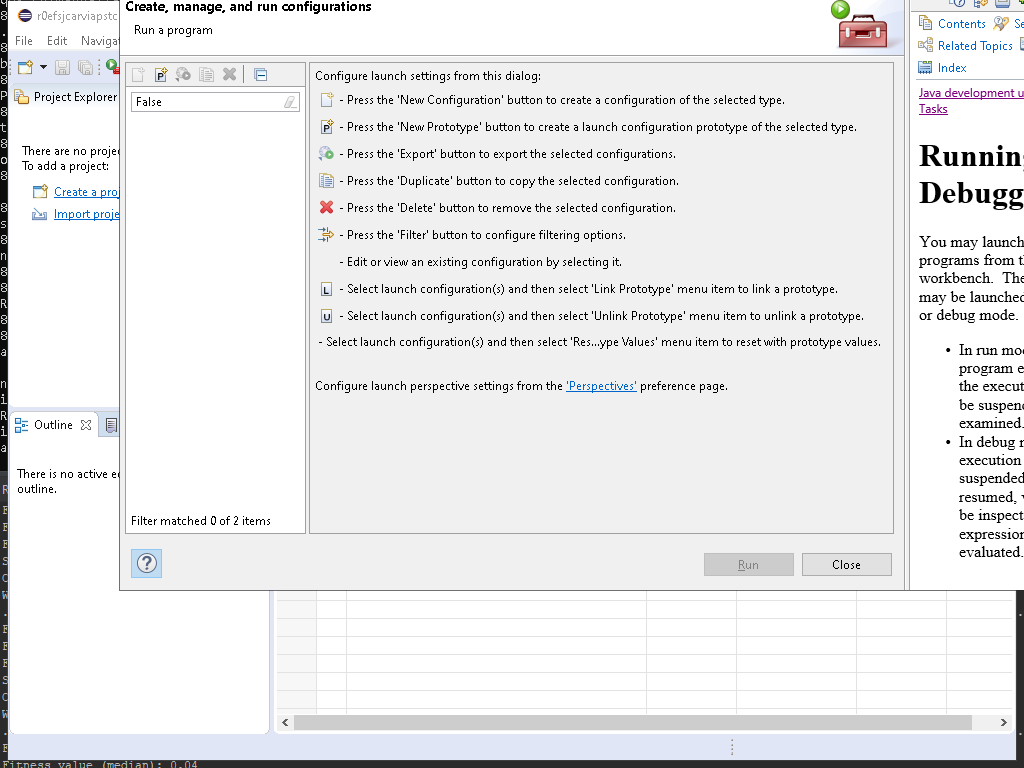 Create, manage, and run configurations
Run a program
r0efsjcarviapstc
File Edit Navigat
Project Explorer
There are no projec
To add a project:
Create a proj
Import proje
Outline
There is no active ed
outline.
False
Filter matched 0 of 2 items
Configure launch settings from this dialog:
- Press the 'New Configuration' button to create a configuration of the selected type.
- Press the 'New Prototype' button to create a launch configuration prototype of the selected type.
- Press the 'Export' button to export the selected configurations.
- Press the 'Duplicate' button to copy the selected configuration.
- Press the 'Delete' button to remove the selected configuration.
- Press the 'Filter' button to configure filtering options.
- Edit or view an existing configuration by selecting it.
- Select launch configuration(s) and then select 'Link Prototype' menu item to link a prototype.
- Select launch configuration(s) and then select 'Unlink Prototype' menu item to unlink a prototype.
- Select launch configuration(s) and then select 'Res...ype Values' menu item to reset with prototype values.
Configure launch perspective settings from the 'Perspectives' preference page.
Run
Close
Contents Se
Related Topics
Index
Java development u
Tasks
Running
Debugg
You may launch
programs from th
workbench. The
may be launched
or debug mode.
• In run mod
program e
the execut
be suspend
examined.
• In debug m
execution
suspended
resumed, v
be inspect
expression
evaluated.
Fitness value (median): 0.04